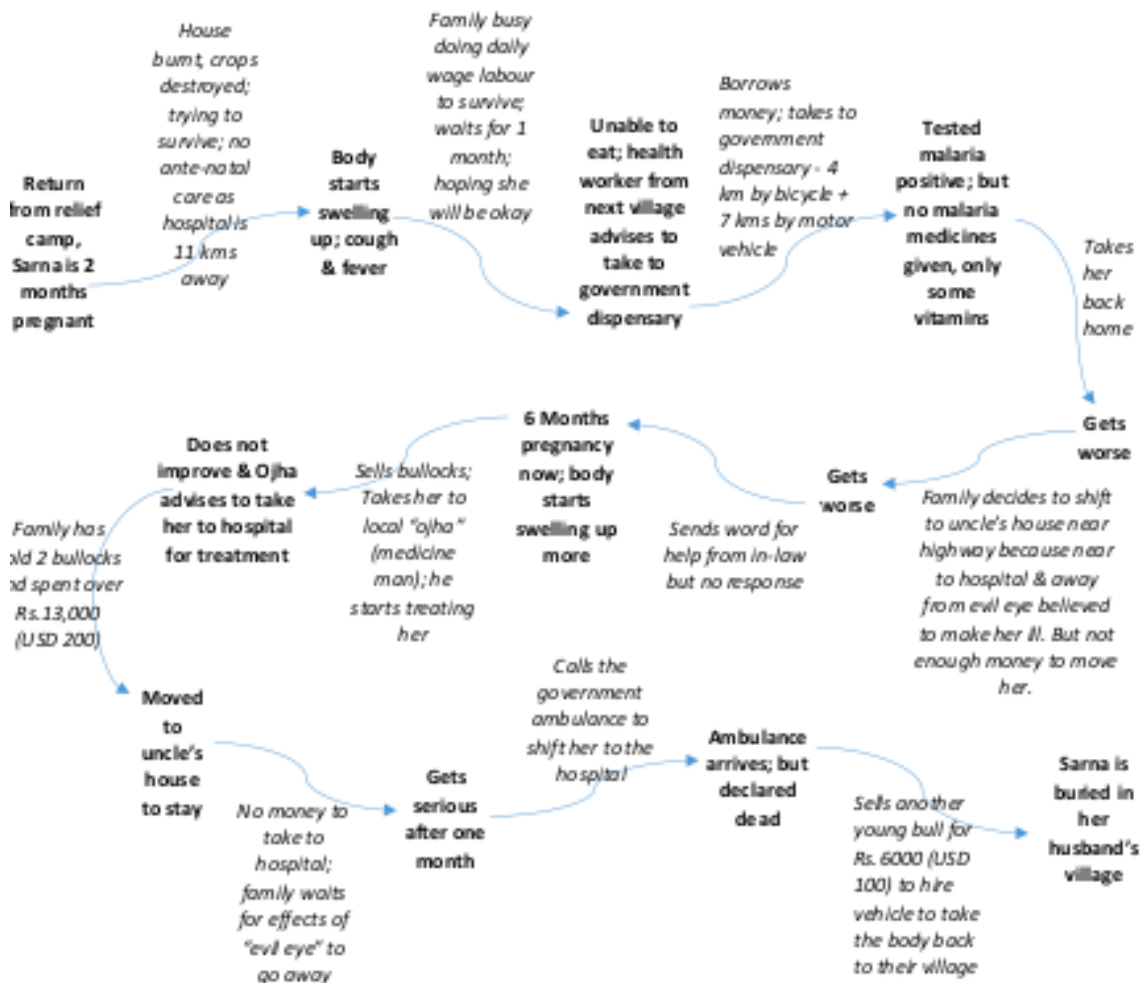 Return
from relief
camp,
Sarna is 2
months
pregnant
House
burnt, crops
destroyed;
trying to
survive; no
ante-natal
care as
hospital is
11 kms
away
Body
starts
swelling
up; cough
& fever
Family busy
doing daily
wage labour
to survive;
waits for 1
month;
hoping she
will be okay
Unable to
eat; health
worker from
next village
advises to
take to
government
dispensary
Borrows
money; takes to
government
dispensary - 4
km by bicycle +
7 kms by motor
vehicle
Tested
malaria
positive; but
no malaria
medicines
given, only
some
vitamins
Takes
her
back
home
Gets
worse
Family decides to shift
to uncle's house near
highway because near
to hospital & away
from evil eye believed
to make her ill. But not
enough money to move
her.
Gets
worse
Sends word for
help from in-law
but no response
6 Months
pregnancy
now; body
starts
swelling up
more
Sells bullocks;
Takes her to
local "ojha"
(medicine
man); he
starts treating
her
Does not
improve & Ojha
advises to take
her to hospital
for treatment
Family has
old 2 bullocks
nd spent over
Rs.13,000
(USD 200)
Moved
to
uncle's
house
to stay
No money to
take to
hospital;
family waits
for effects of
"evil eye" to
go away
Gets
serious
after one
month
Calls the
government
ambulance to
shift her to the
hospital
Ambulance
arrives; but
declared
dead
Sells another
young bull for
Rs. 6000 (USD
100) to hire
vehicle to take
the body back
to their village
Sarna is
buried in
her
husband's
village